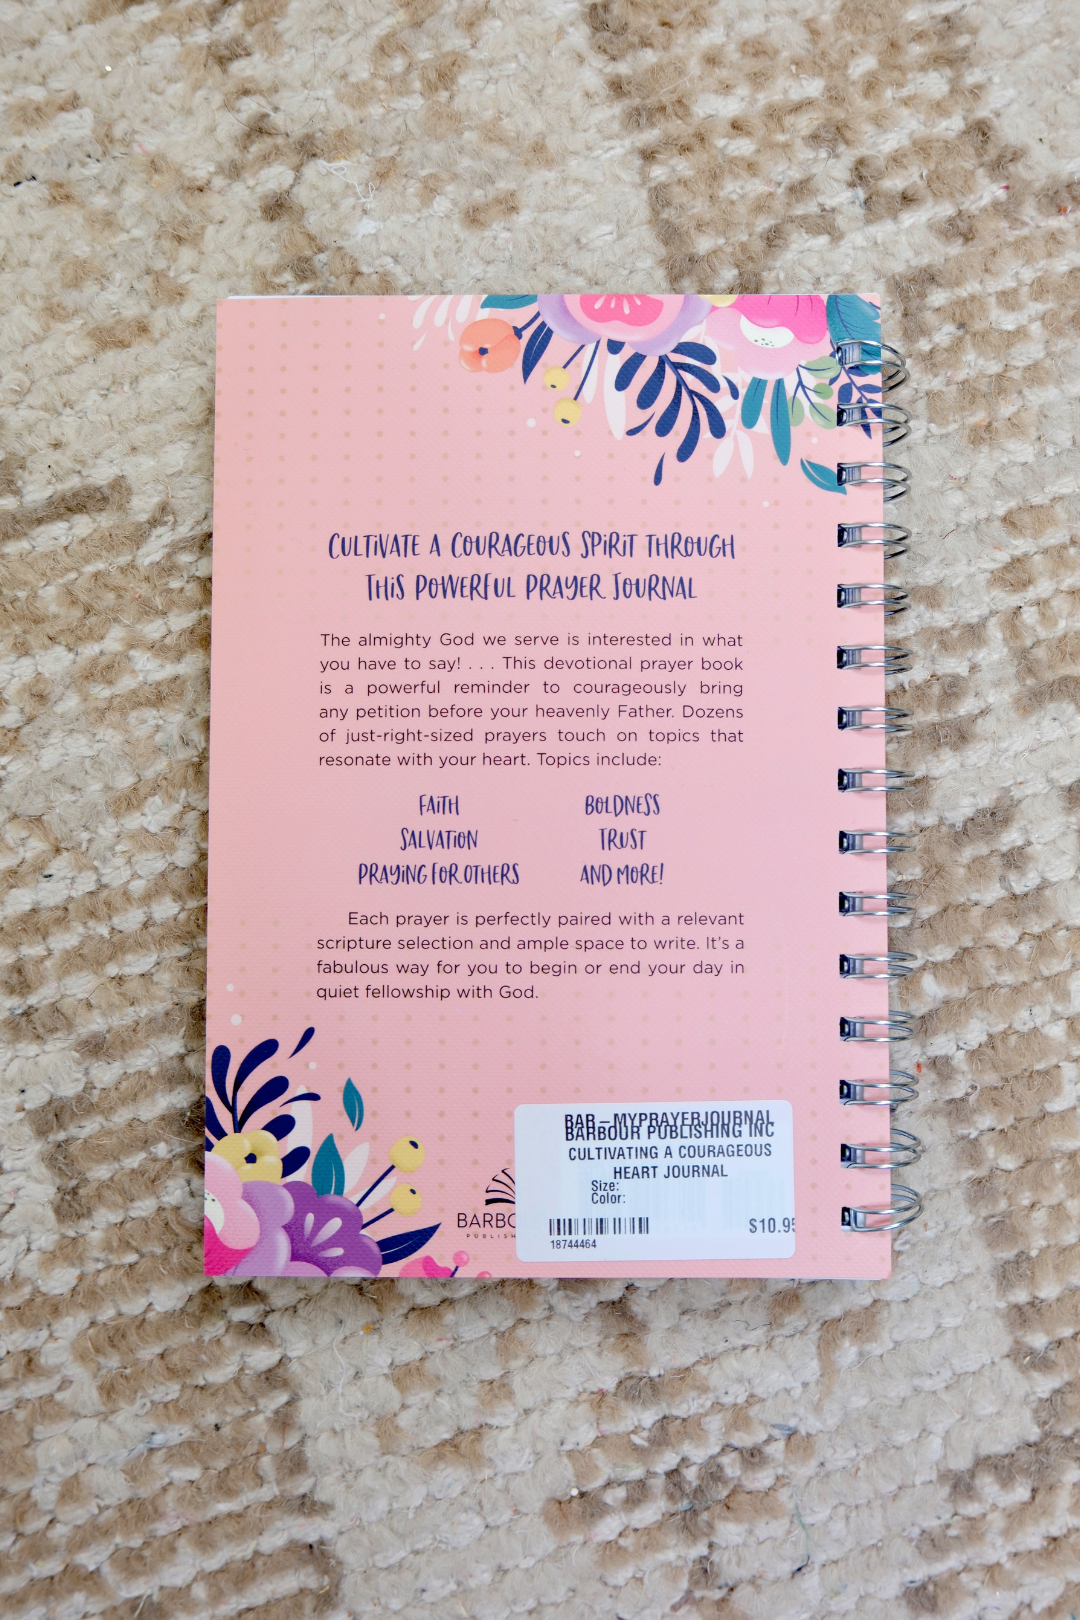 CULTIVATE A COURAGEOUS SPIRIT THROUGH
THIS POWERFUL PRAYER JOURNAL
The almighty God we serve is interested in what
you have to say! . . . This devotional prayer book
is a powerful reminder to courageously bring
any petition before your heavenly Father. Dozens
of just-right-sized prayers touch on topics that
resonate with your heart. Topics include:
FAITH
SALVATION
PRAYING FOR OTHERS
BOLDNESS
TRUST
AND MORE!
Each prayer is perfectly paired with a relevant
scripture selection and ample space to write. It's a
fabulous way for you to begin or end your day in
quiet fellowship with God.
BAR – MYPRAYERJOURNAL
BARBOUR PUBLISHING INC
CULTIVATING A COURAGEOUS
HEART JOURNAL
Size:
Color:
$10.95
18744464